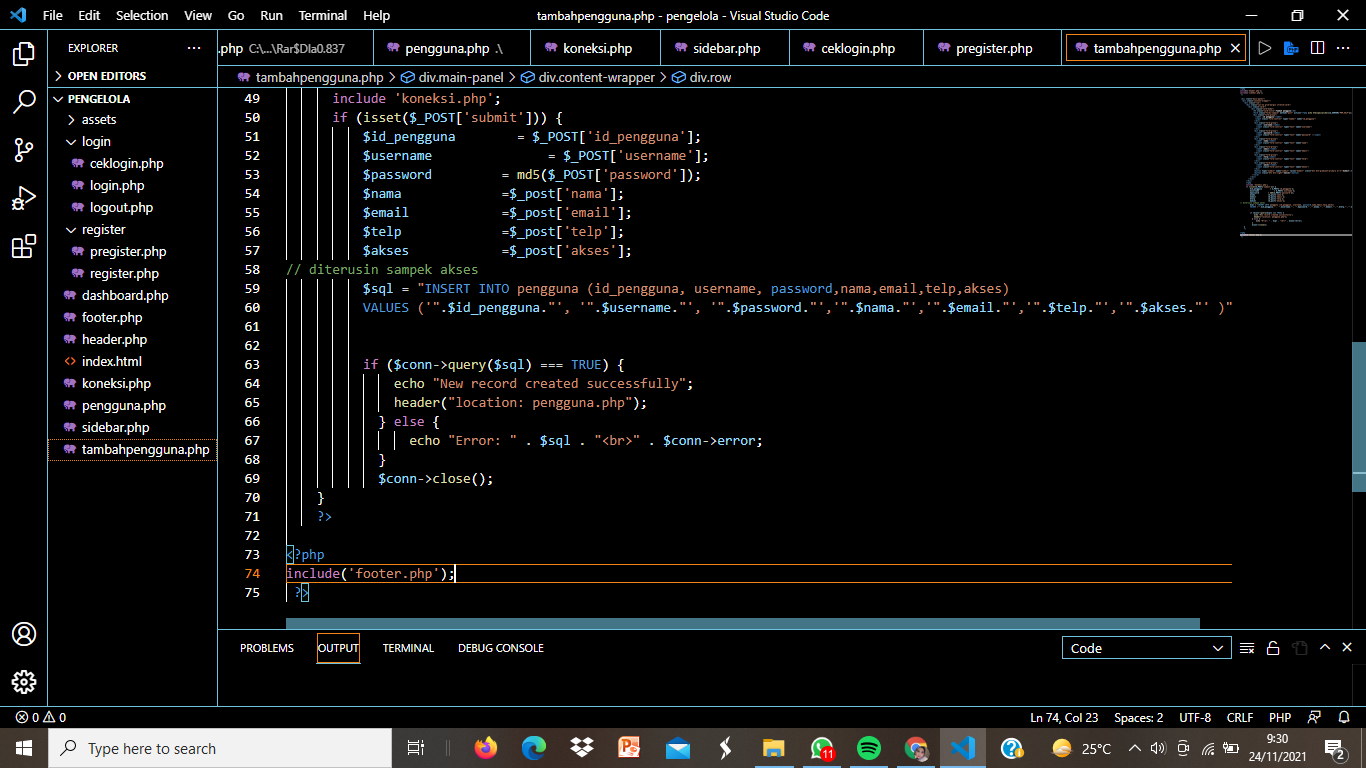 File Edit Selection View Go Run Terminal Help tambahpengguna.php - pengelola - Visual Studio Code
EXPLORER
.php C:\...\Rar$DIa0.837 pengguna.php .\ koneksi.php sidebar.php ceklogin.php pregister.php tambahpengguna.php
OPEN EDITORS
tambahpengguna.php > div.main-panel > div.content-wrapper > div.row
PENGELOLA
assets
login
ceklogin.php
login.php
logout.php
register
pregister.php
register.php
dashboard.php
footer.php
header.php
index.html
koneksi.php
pengguna.php
sidebar.php
tambahpengguna.php
49 include 'koneksi.php';
50 if (isset($_POST['submit'])) {
51 $id_pengguna = $_POST['id_pengguna'];
52 $username = $_POST['username'];
53 $password = md5($_POST['password']);
54 $nama =$_post['nama'];
55 $email =$_post['email'];
56 $telp =$_post['telp'];
57 $akses =$_post['akses'];
58 // diterusin sampek akses
59 $sql = "INSERT INTO pengguna (id_pengguna, username, password,nama,email,telp,akses)
60 VALUES ('".$id_pengguna."', '".$username."', '".$password."','".$nama."','".$email."','".$telp."','".$akses."' )"
61
62
63 if ($conn->query($sql) === TRUE) {
64 echo "New record created successfully";
65 header("location: pengguna.php");
66 } else {
67 echo "Error: " . $sql . "<br>" . $conn->error;
68 }
69 $conn->close();
70 }
71 ?>
72
73 <?php
74 include('footer.php');
75 ?>
PROBLEMS OUTPUT TERMINAL DEBUG CONSOLE Code
0 0 Ln 74, Col 23 Spaces: 2 UTF-8 CRLF PHP
Type here to search 11 25°C 9:30
24/11/2021 2